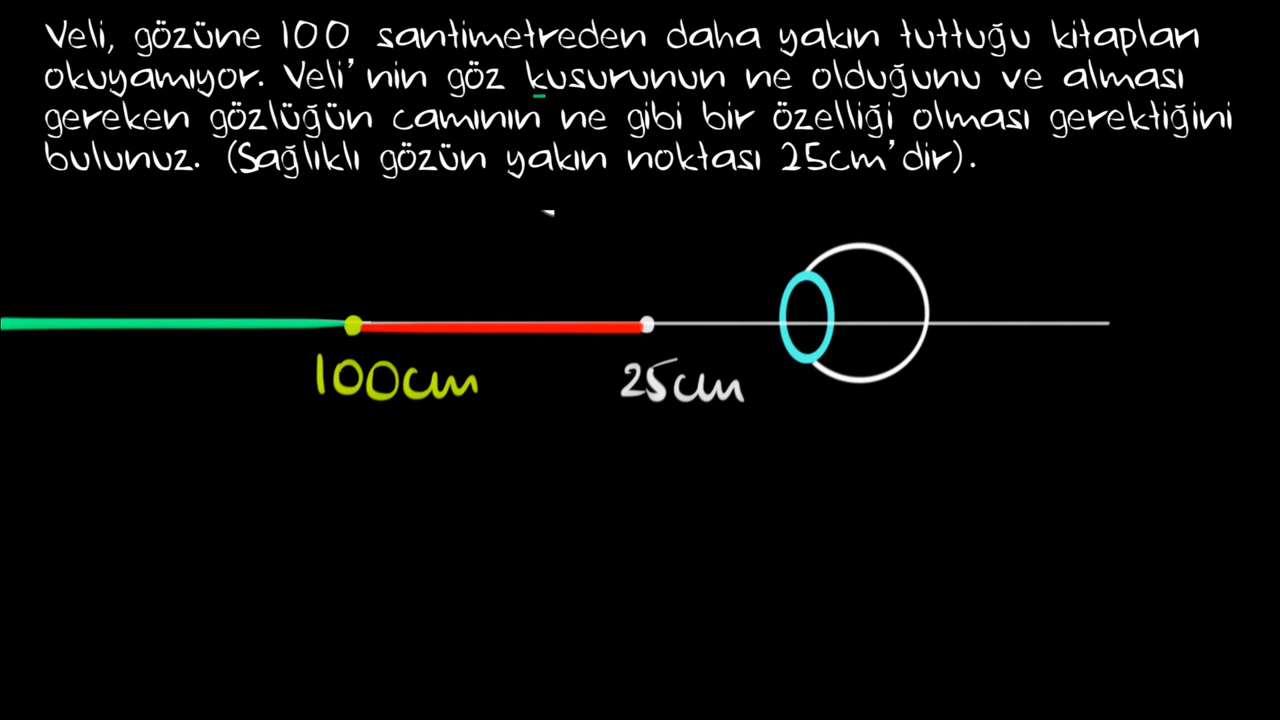 Veli, gözüne 100 santimetreden daha yakın tuttuğu kitapları
okuyamıyor. Veli'nin göz kusurunun ne olduğunu ve alması
gereken gözlüğün camının ne gibi bir özelliği olması gerektiğini
bulunuz. (Sağlıklı gözün yakın noktası 25cm'dir).
100cm 25cm